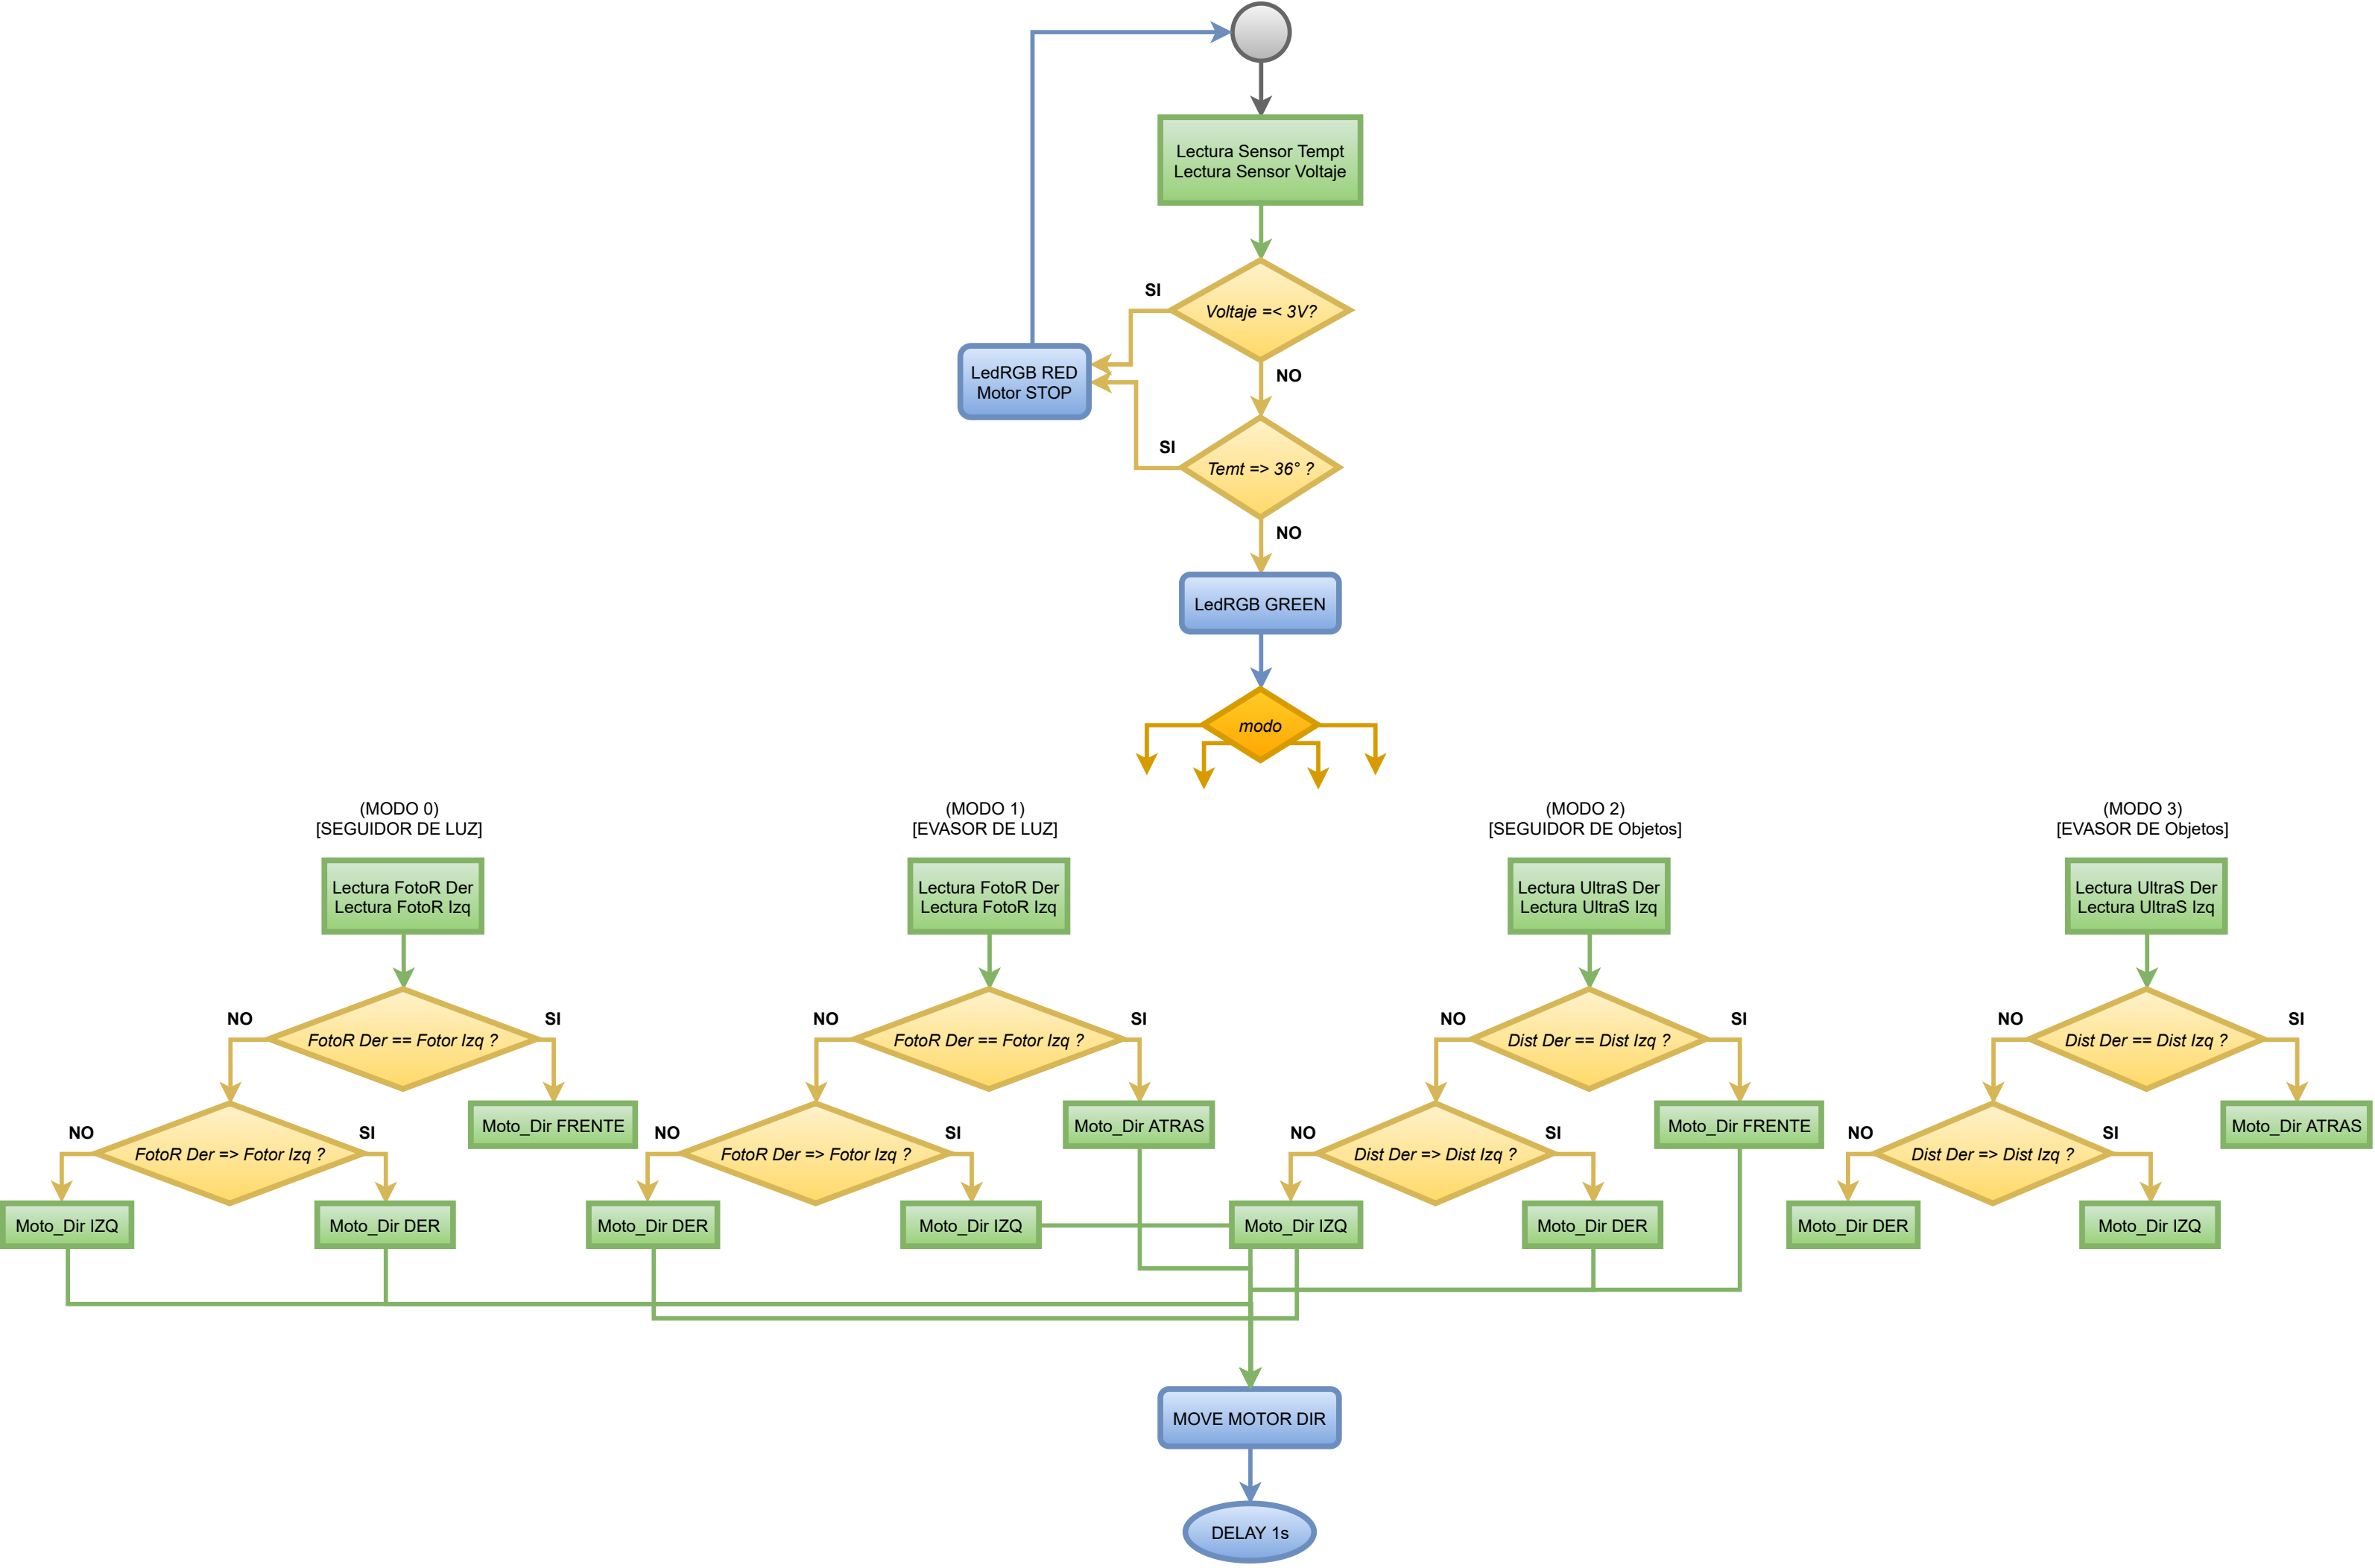 Lectura Sensor Tempt
Lectura Sensor Voltaje
SI
Voltaje =< 3V?
LedRGB RED
Motor STOP
NO
SI
Temt => 36° ?
NO
LedRGB GREEN
modo
(MODO 0)
[SEGUIDOR DE LUZ]
(MODO 1)
[EVASOR DE LUZ]
(MODO 2)
[SEGUIDOR DE Objetos]
(MODO 3)
[EVASOR DE Objetos]
Lectura FotoR Der
Lectura FotoR Izq
Lectura FotoR Der
Lectura FotoR Izq
Lectura UltraS Der
Lectura UltraS Izq
Lectura UltraS Der
Lectura UltraS Izq
NO
SI
NO
SI
NO
SI
NO
SI
FotoR Der == Fotor Izq ?
FotoR Der == Fotor Izq ?
Dist Der == Dist Izq ?
Dist Der == Dist Izq ?
Moto_Dir FRENTE
Moto_Dir ATRAS
Moto_Dir FRENTE
Moto_Dir ATRAS
NO
SI
NO
SI
NO
SI
NO
SI
FotoR Der => Fotor Izq ?
FotoR Der => Fotor Izq ?
Dist Der => Dist Izq ?
Dist Der => Dist Izq ?
Moto_Dir IZQ
Moto_Dir DER
Moto_Dir DER
Moto_Dir IZQ
Moto_Dir IZQ
Moto_Dir DER
Moto_Dir DER
Moto_Dir IZQ
MOVE MOTOR DIR
DELAY 1s